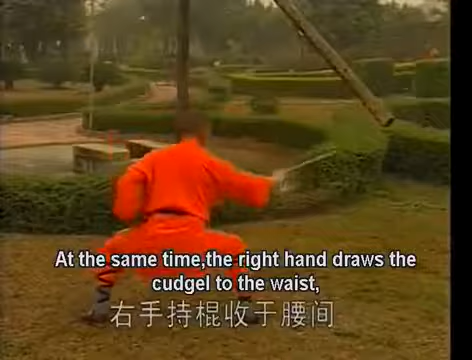 At the same time,the right hand draws the
cudgel to the waist,
右手持棍收于腰间